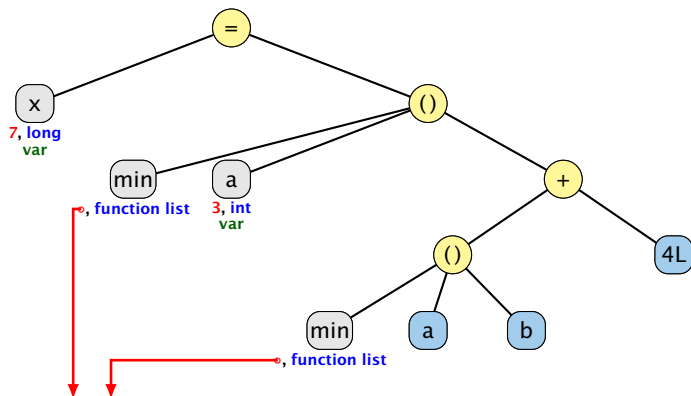 =
x
7, long
var
()
min
, function list
a
3, int
var
+
()
4L
min
, function list
a
b